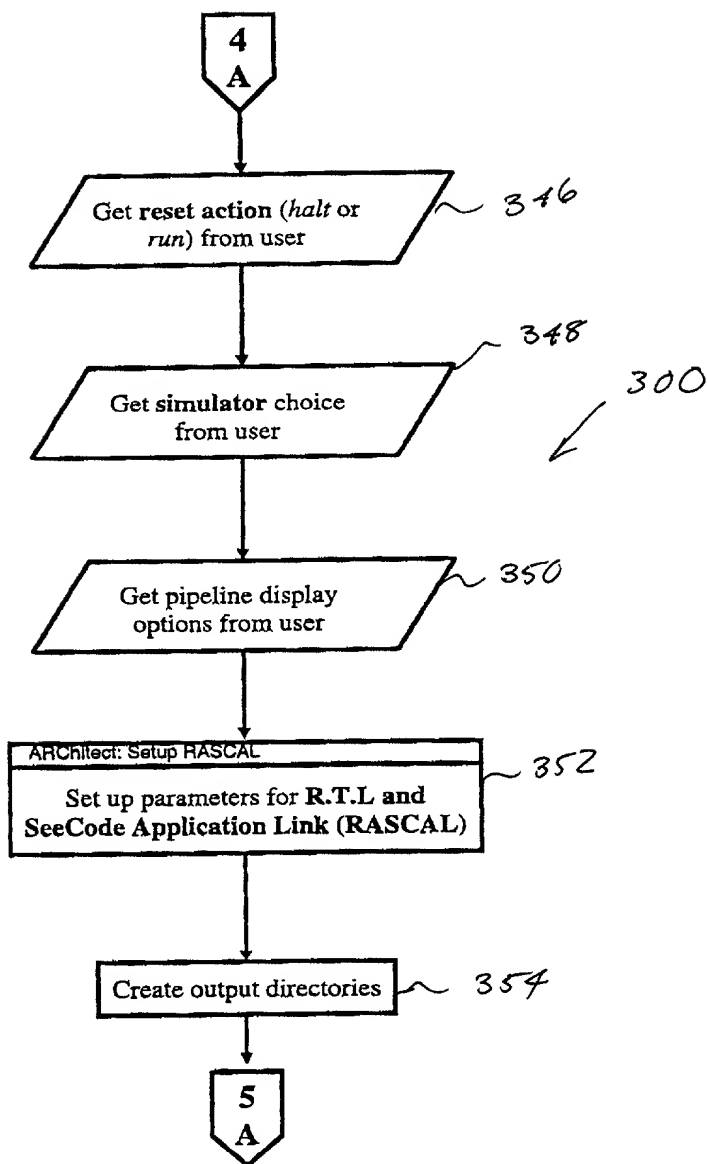 4
A
Get reset action (halt or
run) from user
346
Get simulator choice
from user
348
300
Get pipeline display
options from user
350
ARChitect: Setup RASCAL
Set up parameters for R.T.L and
SeeCode Application Link (RASCAL)
352
Create output directories
354
5
A